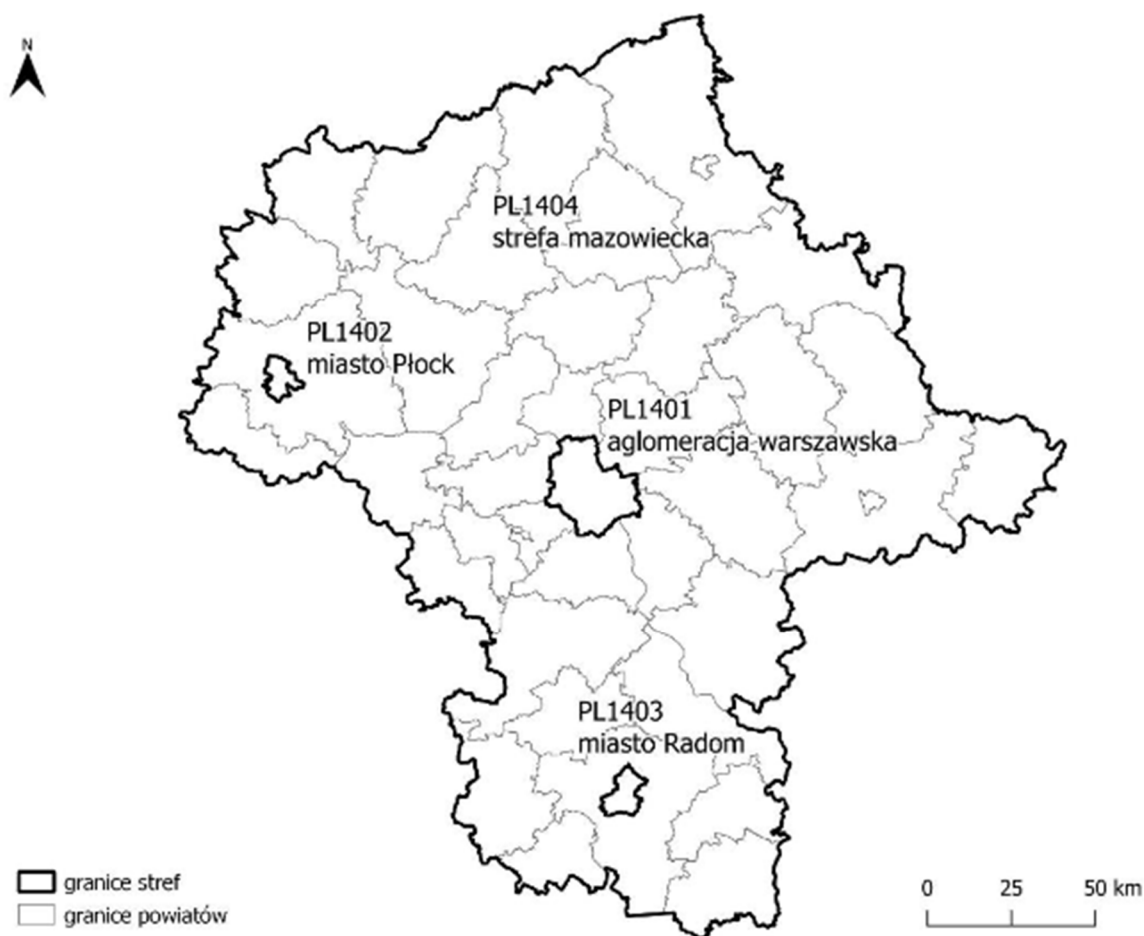 N
PL1404
strefa mazowiecka
PL1402
miasto Płock
PL1401
aglomeracja warszawska
PL1403
miasto Radom
granice stref
granice powiatów
0 25 50 km